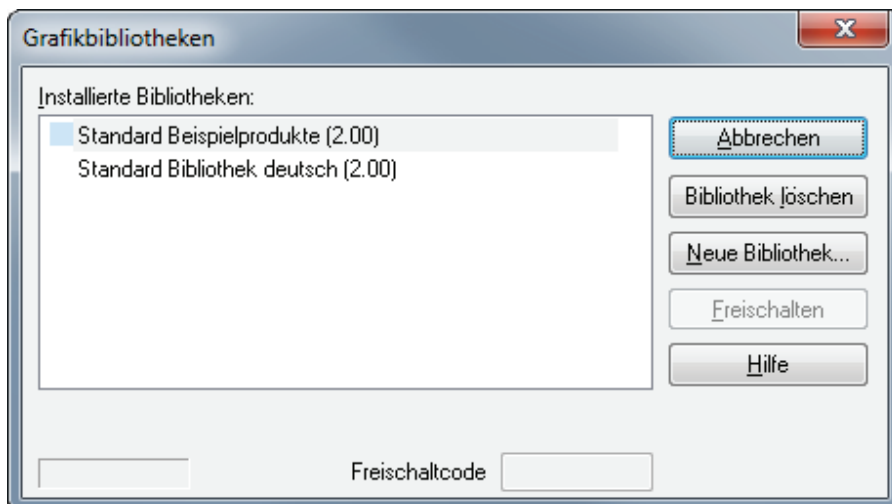 Grafikbibliotheken
Installierte Bibliotheken:
Standard Beispielprodukte (2.00)
Standard Bibliothek deutsch (2.00)
Abbrechen
Bibliothek löschen
Neue Bibliothek...
Freischalten
Hilfe
Freischaltcode